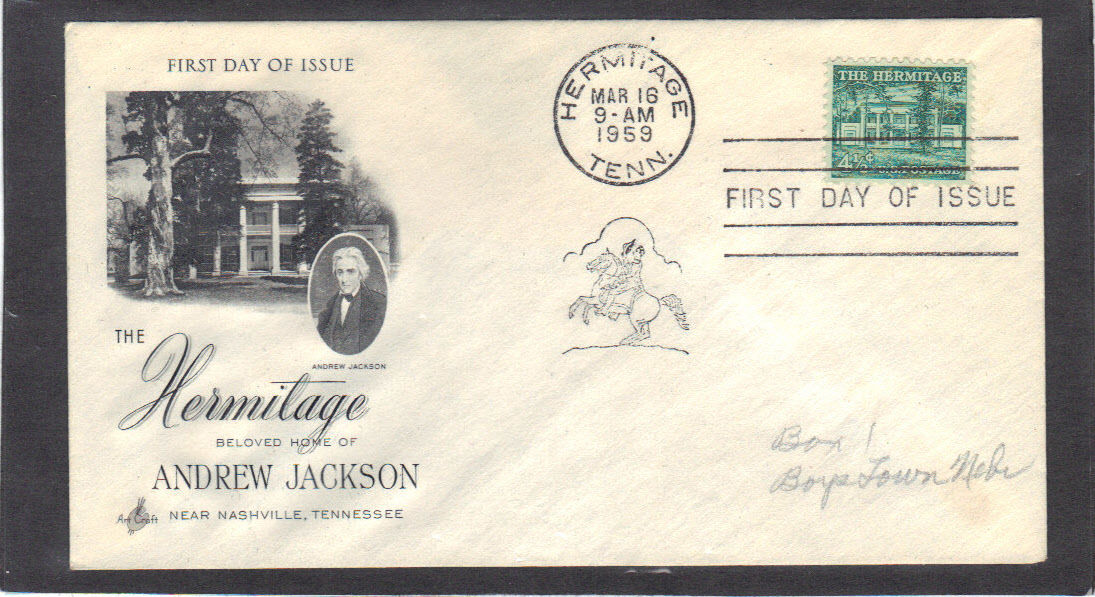 FIRST DAY OF ISSUE
HERMITAGE
MAR 16
9-AM
1959
TENN.
THE HERMITAGE
4½¢
U.S. POSTAGE
FIRST DAY OF ISSUE
ANDREW JACKSON
THE
Hermitage
BELOVED HOME OF
ANDREW JACKSON
NEAR NASHVILLE, TENNESSEE
Art Craft
Box 1
Boys Town Nebr